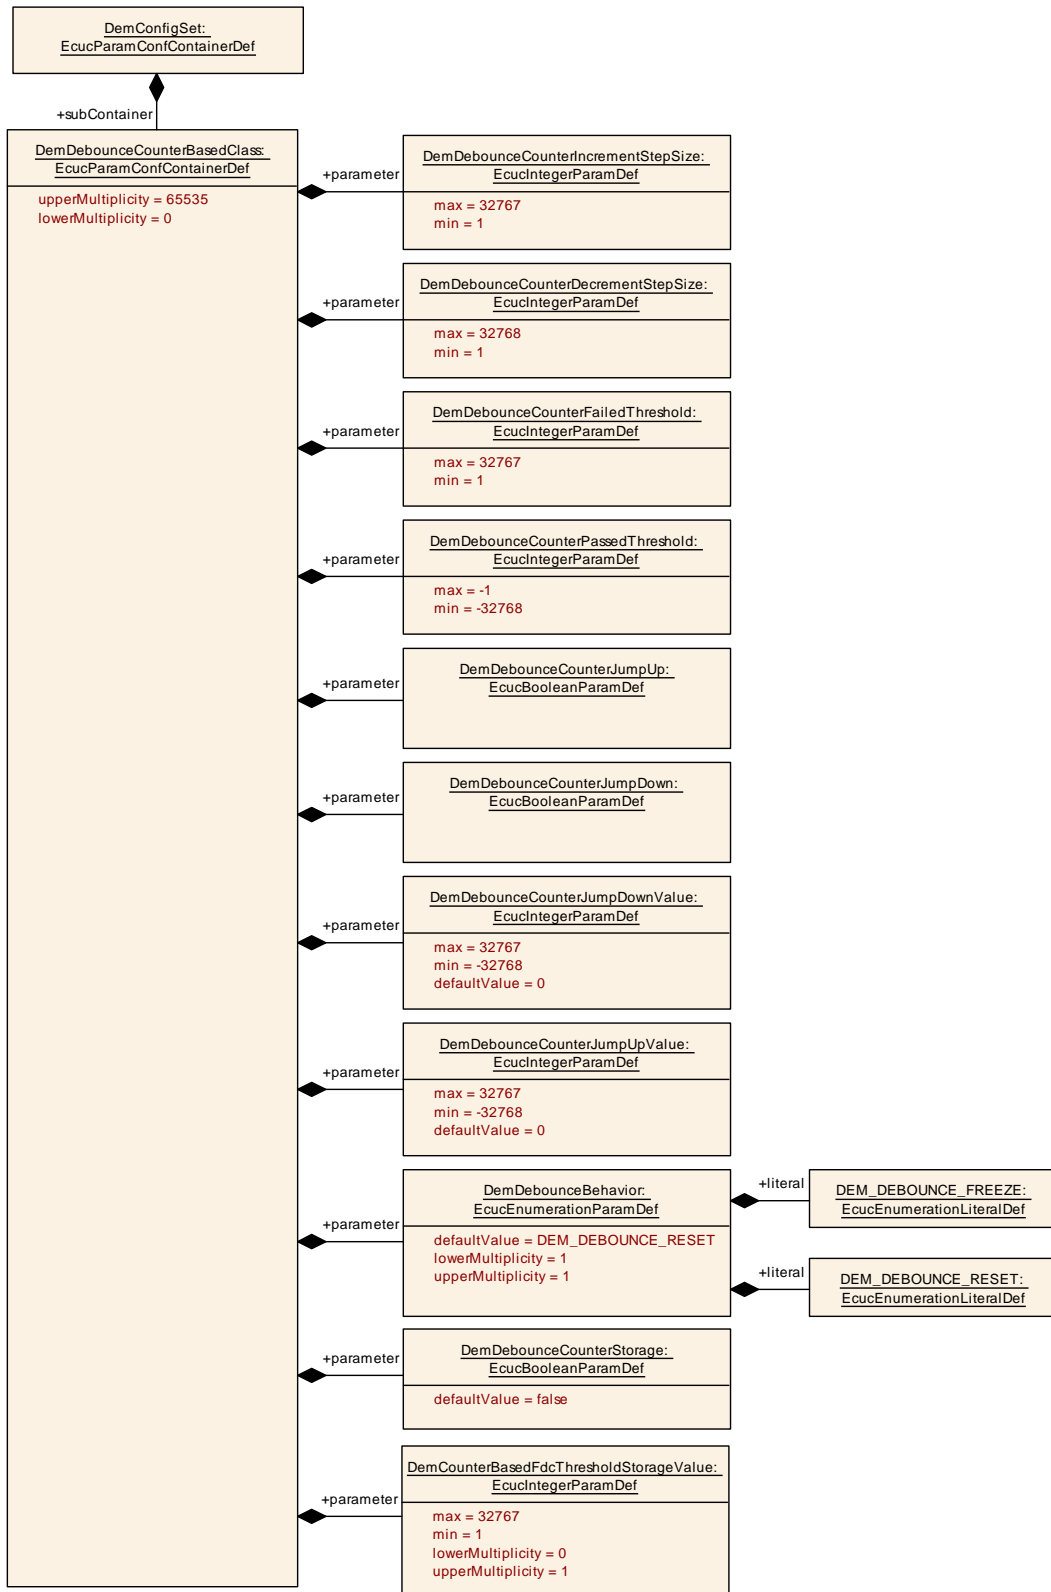 DemConfigSet:
EcucParamConfContainerDef
+subContainer
DemDebounceCounterBasedClass:
EcucParamConfContainerDef
upperMultiplicity = 65535
lowerMultiplicity = 0
+parameter
DemDebounceCounterIncrementStepSize:
EcucIntegerParamDef
max = 32767
min = 1
+parameter
DemDebounceCounterDecrementStepSize:
EcucIntegerParamDef
max = 32768
min = 1
+parameter
DemDebounceCounterFailedThreshold:
EcucIntegerParamDef
max = 32767
min = 1
+parameter
DemDebounceCounterPassedThreshold:
EcucIntegerParamDef
max = -1
min = -32768
+parameter
DemDebounceCounterJumpUp:
EcucBooleanParamDef
+parameter
DemDebounceCounterJumpDown:
EcucBooleanParamDef
+parameter
DemDebounceCounterJumpDownValue:
EcucIntegerParamDef
max = 32767
min = -32768
defaultValue = 0
+parameter
DemDebounceCounterJumpUpValue:
EcucIntegerParamDef
max = 32767
min = -32768
defaultValue = 0
+parameter
DemDebounceBehavior:
EcucEnumerationParamDef
defaultValue = DEM_DEBOUNCE_RESET
lowerMultiplicity = 1
upperMultiplicity = 1
+literal
DEM_DEBOUNCE_FREEZE:
EcucEnumerationLiteralDef
+literal
DEM_DEBOUNCE_RESET:
EcucEnumerationLiteralDef
+parameter
DemDebounceCounterStorage:
EcucBooleanParamDef
defaultValue = false
+parameter
DemCounterBasedFdcThresholdStorageValue:
EcucIntegerParamDef
max = 32767
min = 1
lowerMultiplicity = 0
upperMultiplicity = 1